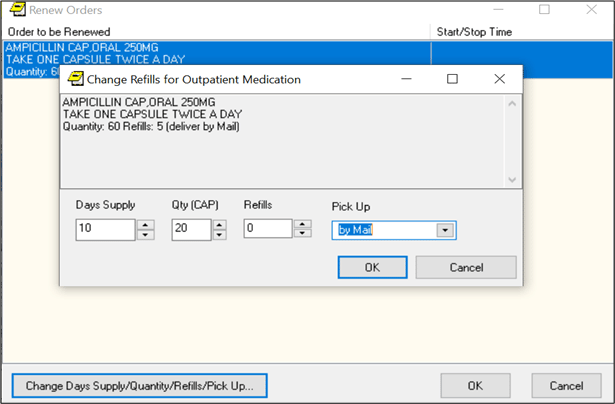 Renew Orders
Order to be Renewed Start/Stop Time
AMPICILLIN CAP,ORAL 250MG
TAKE ONE CAPSULE TWICE A DAY
Quantity: 6
Change Refills for Outpatient Medication
AMPICILLIN CAP,ORAL 250MG
TAKE ONE CAPSULE TWICE A DAY
Quantity: 60 Refills: 5 (deliver by Mail)
Days Supply Qty (CAP) Refills Pick Up
10 20 0 by Mail
OK Cancel
Change Days Supply/Quantity/Refills/Pick Up... OK Cancel